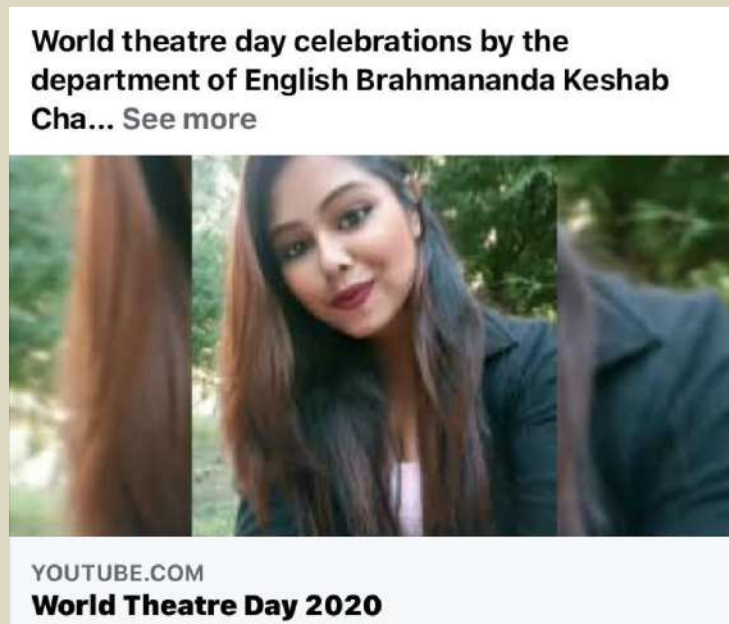 World theatre day celebrations by the
department of English Brahmananda Keshab
Cha... See more
YOUTUBE.COM
World Theatre Day 2020